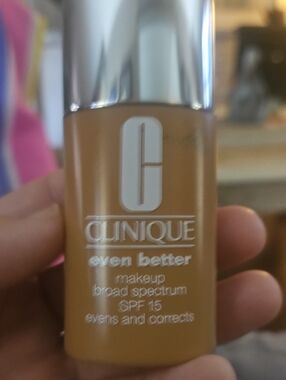 C
CLINIQUE
even better
makeup
broad spectrum
SPF 15
evens and corrects